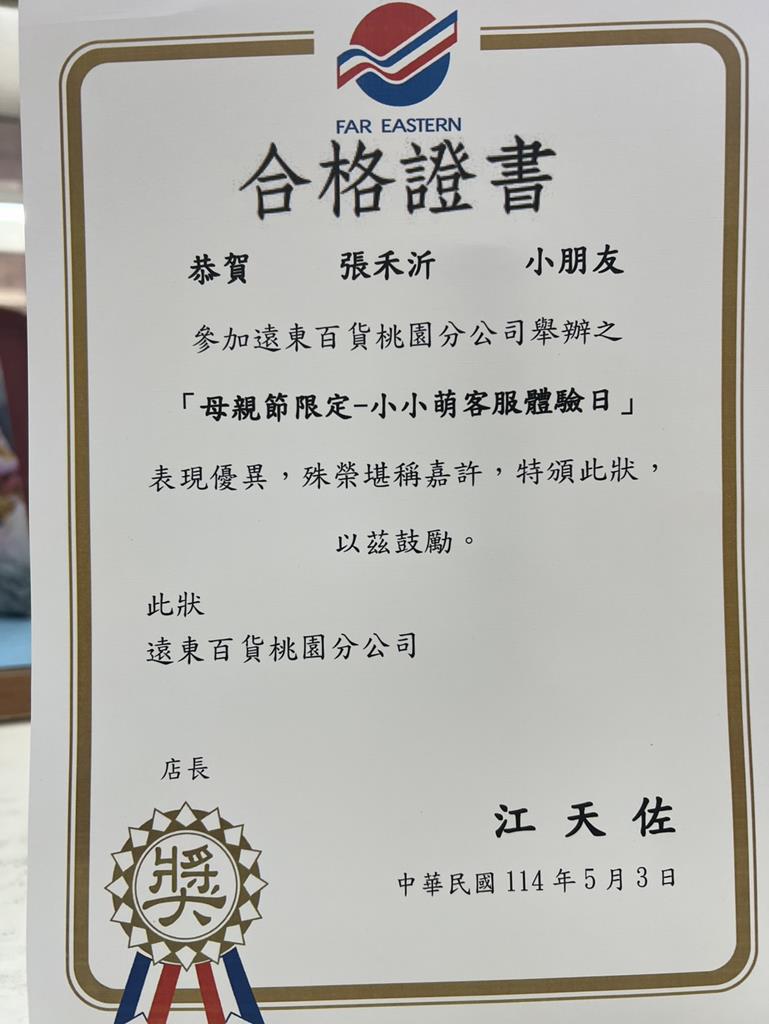 FAR EASTERN
合格證書
恭賀 張禾沂 小朋友
參加遠東百貨桃園分公司舉辦之
「母親節限定-小小萌客服體驗日」
表現優異，殊榮堪稱嘉許，特頒此狀，
以茲鼓勵。
此狀
遠東百貨桃園分公司
店長
江天佐
獎
中華民國114年5月3日